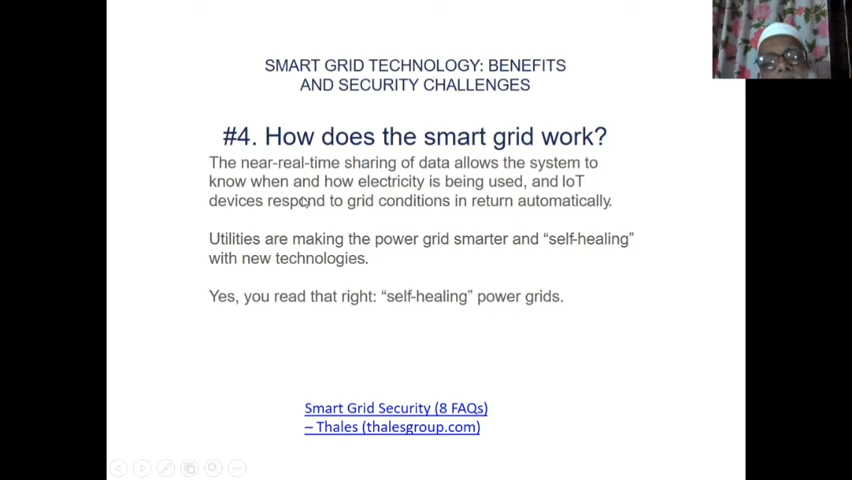 SMART GRID TECHNOLOGY: BENEFITS
AND SECURITY CHALLENGES
#4. How does the smart grid work?
The near-real-time sharing of data allows the system to
know when and how electricity is being used, and IoT
devices respond to grid conditions in return automatically.
Utilities are making the power grid smarter and “self-healing”
with new technologies.
Yes, you read that right: “self-healing” power grids.
Smart Grid Security (8 FAQs)
– Thales (thalesgroup.com)